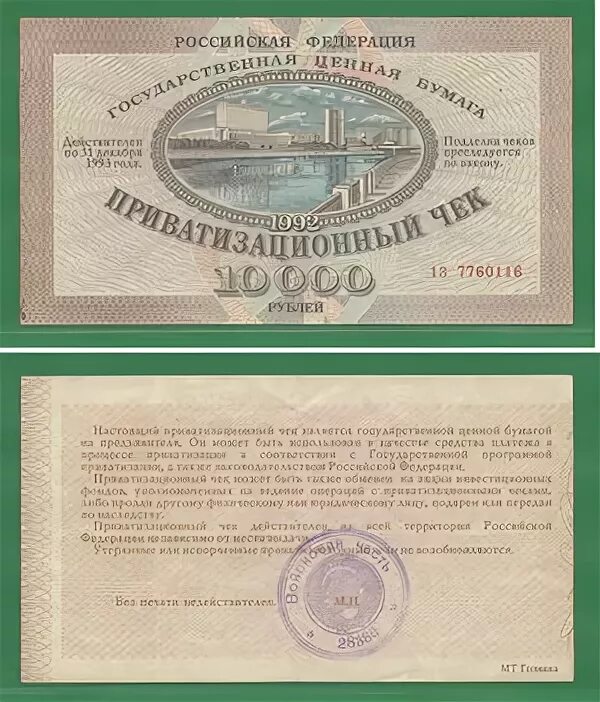 РОССИЙСКАЯ ФЕДЕРАЦИЯ
ГОСУДАРСТВЕННАЯ ЦЕННАЯ БУМАГА
Действителен
по 31 декабря
1993 года.
Подделка чеков
преследуется
по закону.
1992
ПРИВАТИЗАЦИОННЫЙ ЧЕК
10000
РУБЛЕЙ
13 7760116
Настоящий приватизационный чек является государственной ценной бумагой
на предъявителя. Он может быть использован в качестве средства платежа в
процессе приватизации в соответствии с Государственной программой
приватизации, а также законодательством Российской Федерации.
Приватизационный чек может быть также обменен на акции инвестиционных
фондов, уполномоченных на ведение операций с приватизационными чеками,
либо продан другому физическому или юридическому лицу, подарен или передан
по наследству.
Приватизационный чек действителен на всей территории Российской
Федерации независимо от места выдачи.
Утерянные или испорченные чеки не возобновляются.
Войсковая часть
Без печати недействителен.
М.П.
МТ Гознака